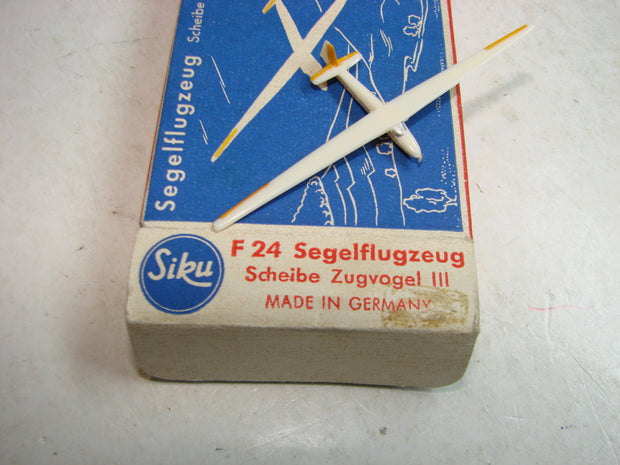 Segelflugzeug Scheibe
Siku
F 24 Segelflugzeug
Scheibe Zugvogel III
MADE IN GERMANY